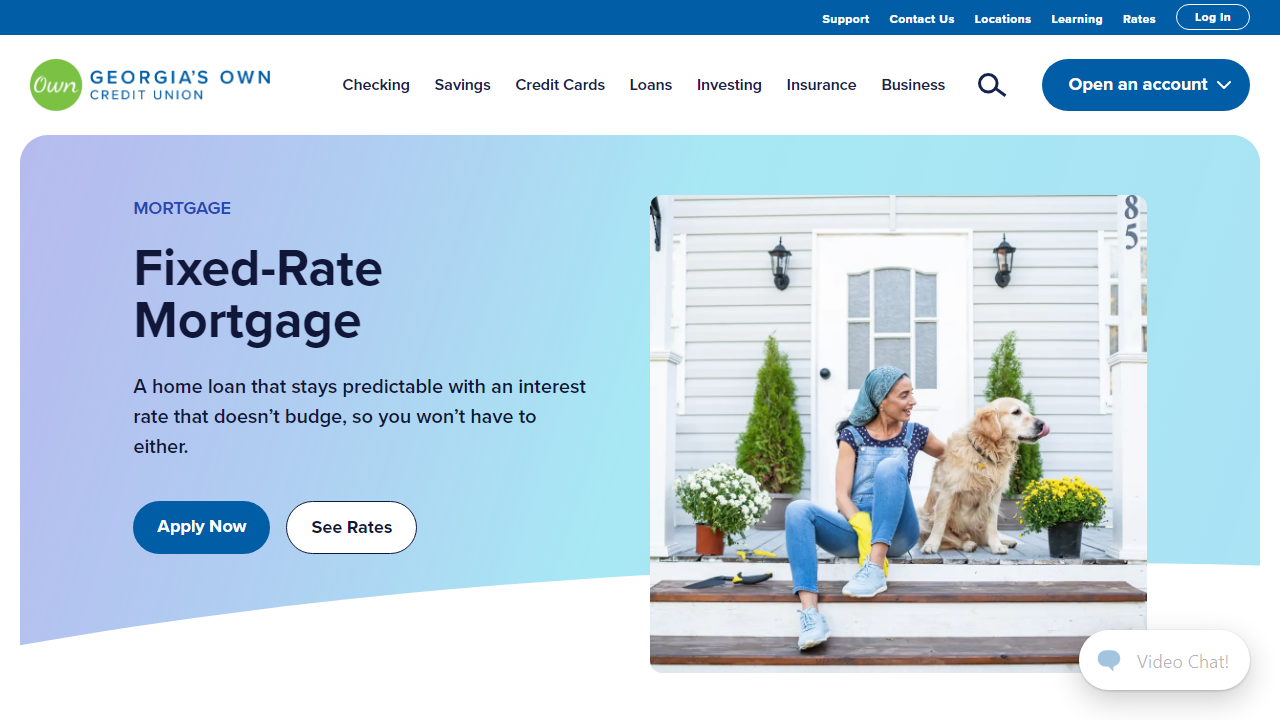 Support Contact Us Locations Learning Rates Log In
Own GEORGIA'S OWN
CREDIT UNION
Checking Savings Credit Cards Loans Investing Insurance Business Open an account
MORTGAGE
Fixed-Rate
Mortgage
A home loan that stays predictable with an interest
rate that doesn’t budge, so you won’t have to
either.
Apply Now See Rates
8
5
Video Chat!